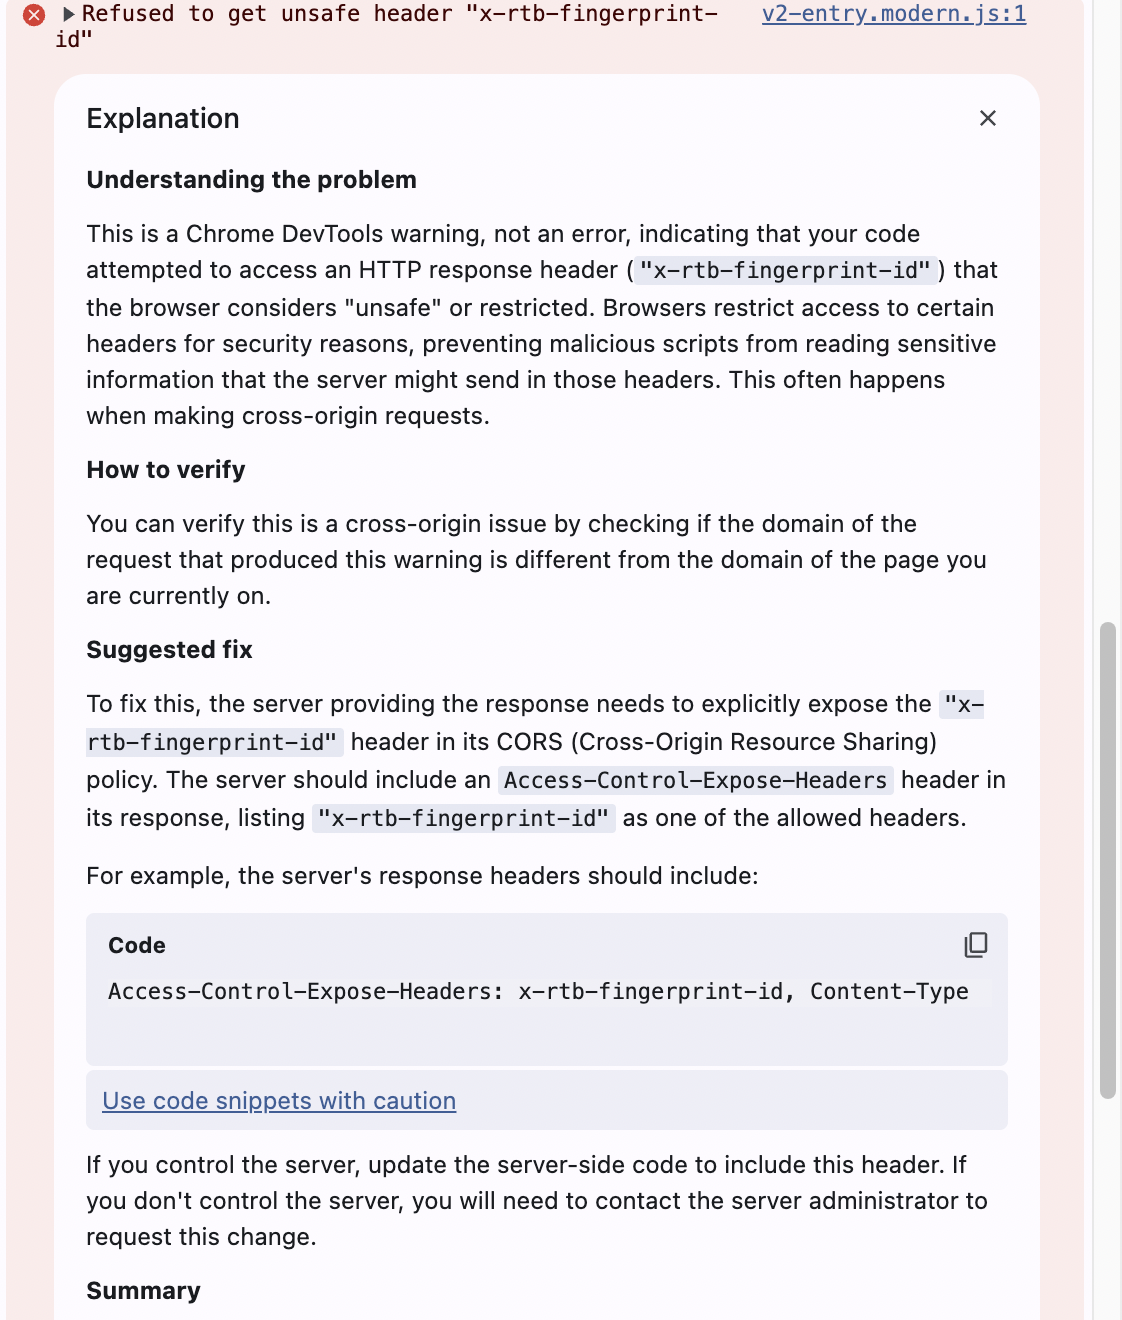 Refused to get unsafe header "x-rtb-fingerprint- v2-entry.modern.js:1
id"
Explanation
Understanding the problem
This is a Chrome DevTools warning, not an error, indicating that your code
attempted to access an HTTP response header ("x-rtb-fingerprint-id") that
the browser considers "unsafe" or restricted. Browsers restrict access to certain
headers for security reasons, preventing malicious scripts from reading sensitive
information that the server might send in those headers. This often happens
when making cross-origin requests.
How to verify
You can verify this is a cross-origin issue by checking if the domain of the
request that produced this warning is different from the domain of the page you
are currently on.
Suggested fix
To fix this, the server providing the response needs to explicitly expose the "x-
rtb-fingerprint-id" header in its CORS (Cross-Origin Resource Sharing)
policy. The server should include an Access-Control-Expose-Headers header in
its response, listing "x-rtb-fingerprint-id" as one of the allowed headers.
For example, the server's response headers should include:
Code
Access-Control-Expose-Headers: x-rtb-fingerprint-id, Content-Type
Use code snippets with caution
If you control the server, update the server-side code to include this header. If
you don't control the server, you will need to contact the server administrator to
request this change.
Summary